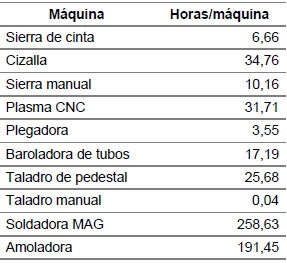 Máquina Horas/máquina
Sierra de cinta 6,66
Cizalla 34,76
Sierra manual 10,16
Plasma CNC 31,71
Plegadora 3,55
Baroladora de tubos 17,19
Taladro de pedestal 25,68
Taladro manual 0,04
Soldadora MAG 258,63
Amoladora 191,45